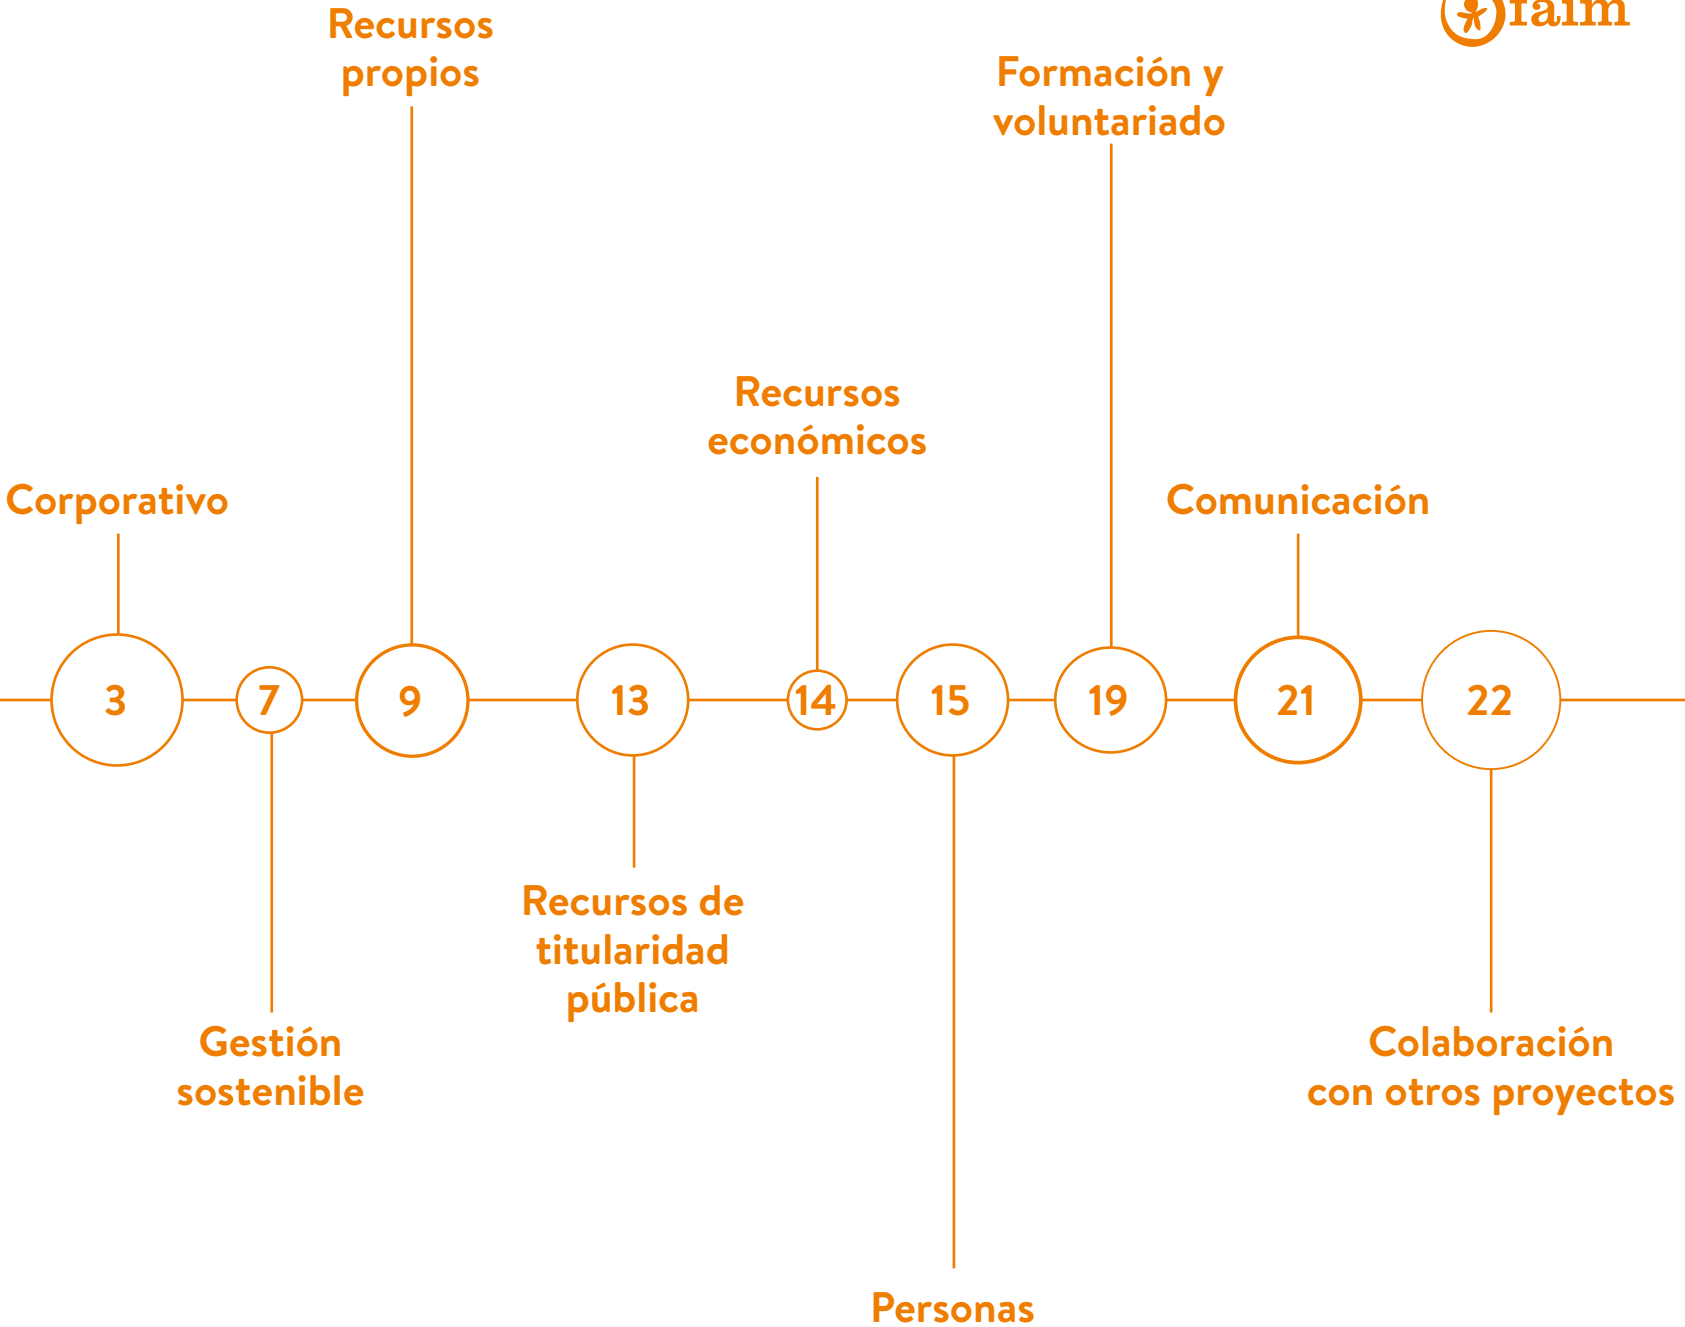 faim
Recursos
propios
Formación y
voluntariado
Recursos
económicos
Corporativo
Comunicación
3
7
9
13
14
15
19
21
22
Recursos de
titularidad
pública
Gestión
sostenible
Colaboración
con otros proyectos
Personas